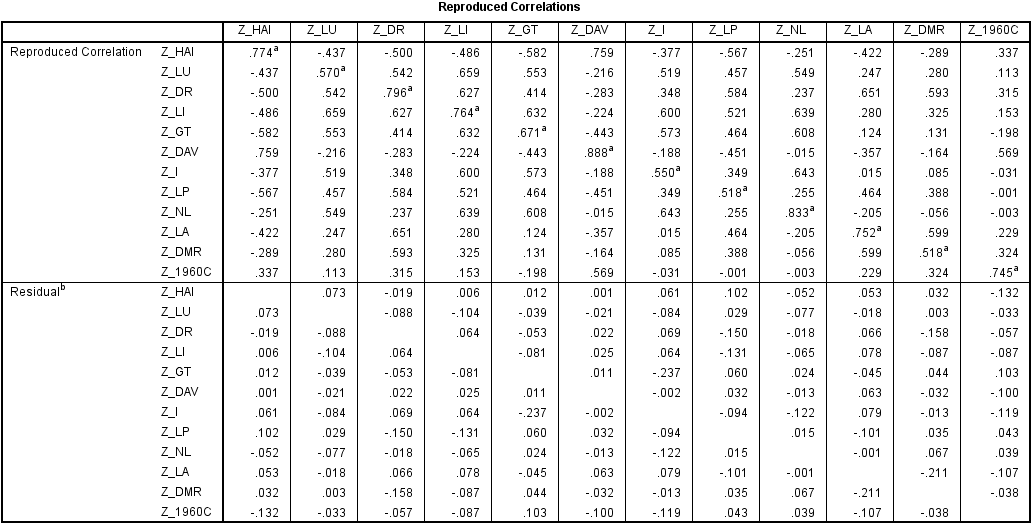 Reproduced Correlations
Z_HAI Z_LU Z_DR Z_LI Z_GT Z_DAV Z_I Z_LP Z_NL Z_LA Z_DMR Z_1960C
Reproduced Correlation Z_HAI .774a -.437 -.500 -.486 -.582 .759 -.377 -.567 -.251 -.422 -.289 .337
Z_LU -.437 .570a .542 .659 .553 -.216 .519 .457 .549 .247 .280 .113
Z_DR -.500 .542 .796a .627 .414 -.283 .348 .584 .237 .651 .593 .315
Z_LI -.486 .659 .627 .764a .632 -.224 .600 .521 .639 .280 .325 .153
Z_GT -.582 .553 .414 .632 .671a -.443 .573 .464 .608 .124 .131 -.198
Z_DAV .759 -.216 -.283 -.224 -.443 .888a -.188 -.451 -.015 -.357 -.164 .569
Z_I -.377 .519 .348 .600 .573 -.188 .550a .349 .643 .015 .085 -.031
Z_LP -.567 .457 .584 .521 .464 -.451 .349 .518a .255 .464 .388 -.001
Z_NL -.251 .549 .237 .639 .608 -.015 .643 .255 .833a -.205 -.056 -.003
Z_LA -.422 .247 .651 .280 .124 -.357 .015 .464 -.205 .752a .599 .229
Z_DMR -.289 .280 .593 .325 .131 -.164 .085 .388 -.056 .599 .518a .324
Z_1960C .337 .113 .315 .153 -.198 .569 -.031 -.001 -.003 .229 .324 .745a
Residualb Z_HAI .073 -.019 .006 .012 .001 .061 .102 -.052 .053 .032 -.132
Z_LU .073 -.088 -.104 -.039 -.021 -.084 .029 -.077 -.018 .003 -.033
Z_DR -.019 -.088 .064 -.053 .022 .069 -.150 -.018 .066 -.158 -.057
Z_LI .006 -.104 .064 -.081 .025 .064 -.131 -.065 .078 -.087 -.087
Z_GT .012 -.039 -.053 -.081 .011 -.237 .060 .024 -.045 .044 .103
Z_DAV .001 -.021 .022 .025 .011 -.002 .032 -.013 .063 -.032 -.100
Z_I .061 -.084 .069 .064 -.237 -.002 -.094 -.122 .079 -.013 -.119
Z_LP .102 .029 -.150 -.131 .060 .032 -.094 .015 -.101 .035 .043
Z_NL -.052 -.077 -.018 -.065 .024 -.013 -.122 .015 -.001 .067 .039
Z_LA .053 -.018 .066 .078 -.045 .063 .079 -.101 -.001 -.211 -.107
Z_DMR .032 .003 -.158 -.087 .044 -.032 -.013 .035 .067 -.211 -.038
Z_1960C -.132 -.033 -.057 -.087 .103 -.100 -.119 .043 .039 -.107 -.038